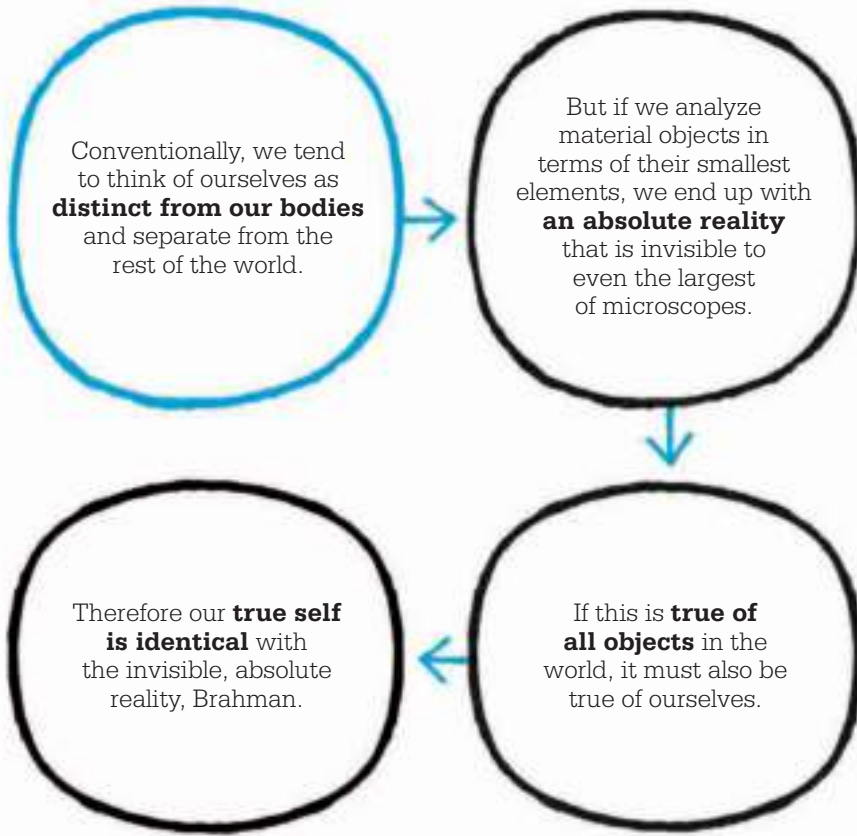 Conventionally, we tend
to think of ourselves as
distinct from our bodies
and separate from the
rest of the world.
But if we analyze
material objects in
terms of their smallest
elements, we end up with
an absolute reality
that is invisible to
even the largest
of microscopes.
If this is true of
all objects in the
world, it must also be
true of ourselves.
Therefore our true self
is identical with
the invisible, absolute
reality, Brahman.